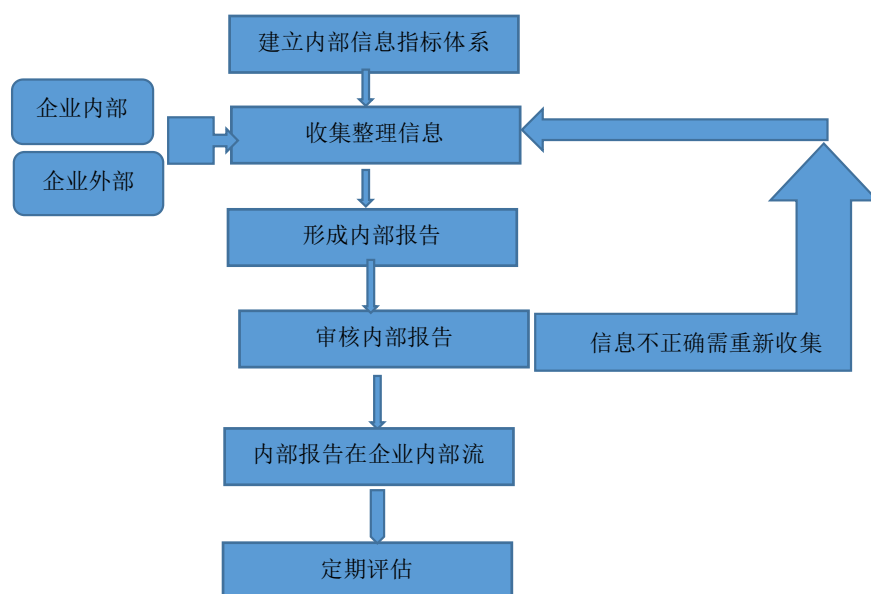 建立内部信息指标体系
企业内部
收集整理信息
企业外部
形成内部报告
审核内部报告
信息不正确需重新收集
内部报告在企业内部流
定期评估